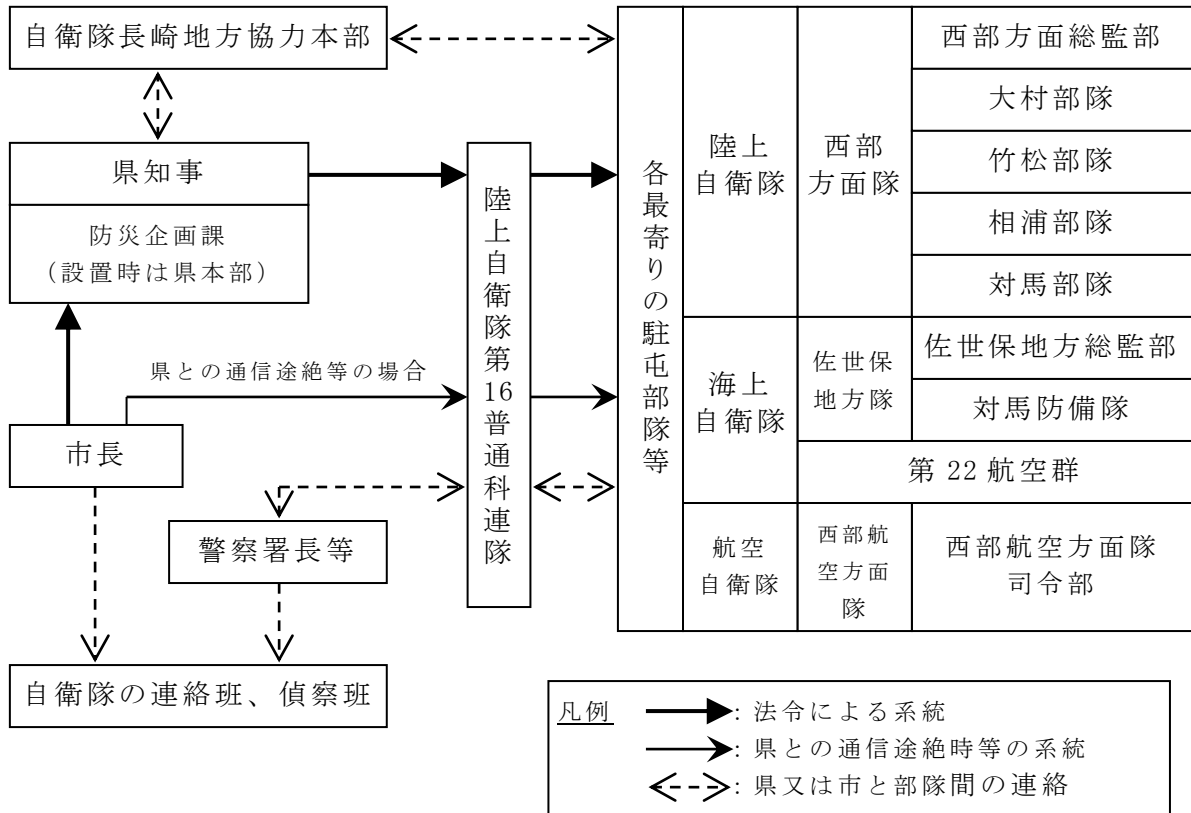 自衛隊長崎地方協力本部
県知事
防災企画課
（設置時は県本部）
県との通信途絶等の場合
市長
警察署長等
自衛隊の連絡班、偵察班
陸上自衛隊第16普通科連隊
各最寄りの駐屯部隊等
陸上
自衛隊
西部
方面隊
西部方面総監部
大村部隊
竹松部隊
相浦部隊
対馬部隊
海上
自衛隊
佐世保
地方隊
佐世保地方総監部
対馬防備隊
第 22 航空群
航空
自衛隊
西部航
空方面
隊
西部航空方面隊
司令部
凡例
：法令による系統
：県との通信途絶時等の系統
：県又は市と部隊間の連絡